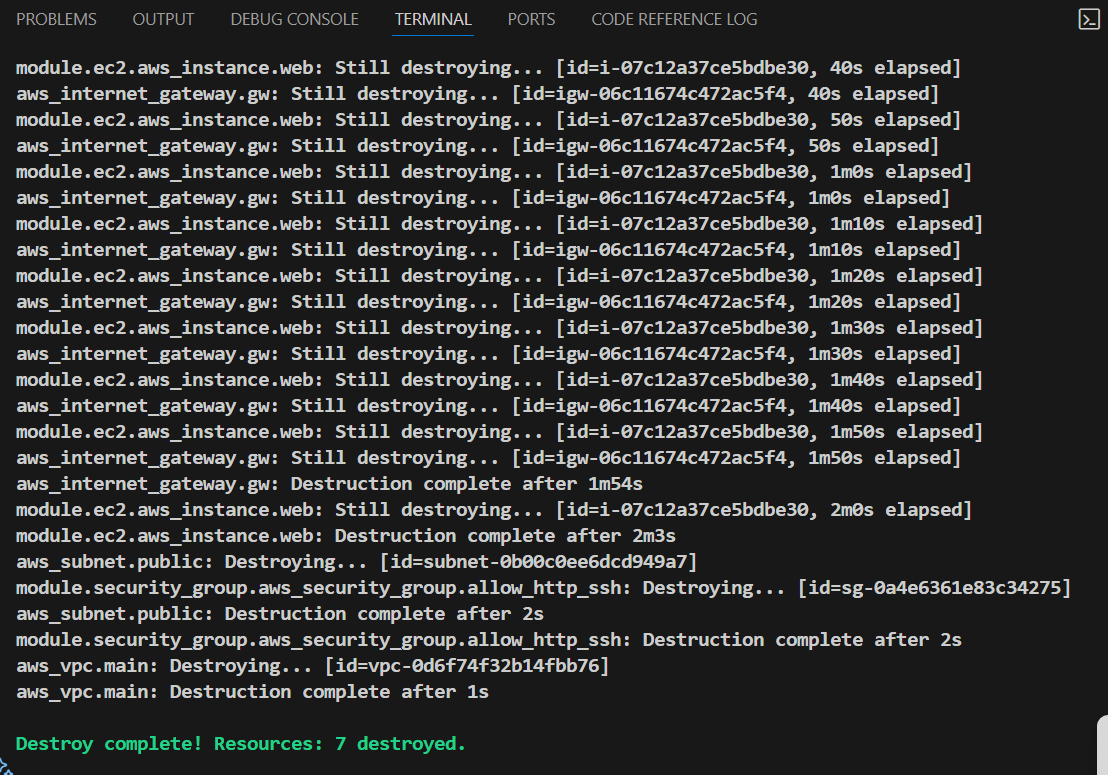 PROBLEMS OUTPUT DEBUG CONSOLE TERMINAL PORTS CODE REFERENCE LOG
module.ec2.aws_instance.web: Still destroying... [id=i-07c12a37ce5bdbe30, 40s elapsed]
aws_internet_gateway.gw: Still destroying... [id=igw-06c11674c472ac5f4, 40s elapsed]
module.ec2.aws_instance.web: Still destroying... [id=i-07c12a37ce5bdbe30, 50s elapsed]
aws_internet_gateway.gw: Still destroying... [id=igw-06c11674c472ac5f4, 50s elapsed]
module.ec2.aws_instance.web: Still destroying... [id=i-07c12a37ce5bdbe30, 1m0s elapsed]
aws_internet_gateway.gw: Still destroying... [id=igw-06c11674c472ac5f4, 1m0s elapsed]
module.ec2.aws_instance.web: Still destroying... [id=i-07c12a37ce5bdbe30, 1m10s elapsed]
aws_internet_gateway.gw: Still destroying... [id=igw-06c11674c472ac5f4, 1m10s elapsed]
module.ec2.aws_instance.web: Still destroying... [id=i-07c12a37ce5bdbe30, 1m20s elapsed]
aws_internet_gateway.gw: Still destroying... [id=igw-06c11674c472ac5f4, 1m20s elapsed]
module.ec2.aws_instance.web: Still destroying... [id=i-07c12a37ce5bdbe30, 1m30s elapsed]
aws_internet_gateway.gw: Still destroying... [id=igw-06c11674c472ac5f4, 1m30s elapsed]
module.ec2.aws_instance.web: Still destroying... [id=i-07c12a37ce5bdbe30, 1m40s elapsed]
aws_internet_gateway.gw: Still destroying... [id=igw-06c11674c472ac5f4, 1m40s elapsed]
module.ec2.aws_instance.web: Still destroying... [id=i-07c12a37ce5bdbe30, 1m50s elapsed]
aws_internet_gateway.gw: Still destroying... [id=igw-06c11674c472ac5f4, 1m50s elapsed]
aws_internet_gateway.gw: Destruction complete after 1m54s
module.ec2.aws_instance.web: Still destroying... [id=i-07c12a37ce5bdbe30, 2m0s elapsed]
module.ec2.aws_instance.web: Destruction complete after 2m3s
aws_subnet.public: Destroying... [id=subnet-0b00c0ee6dcd949a7]
module.security_group.aws_security_group.allow_http_ssh: Destroying... [id=sg-0a4e6361e83c34275]
aws_subnet.public: Destruction complete after 2s
module.security_group.aws_security_group.allow_http_ssh: Destruction complete after 2s
aws_vpc.main: Destroying... [id=vpc-0d6f74f32b14fbb76]
aws_vpc.main: Destruction complete after 1s
Destroy complete! Resources: 7 destroyed.